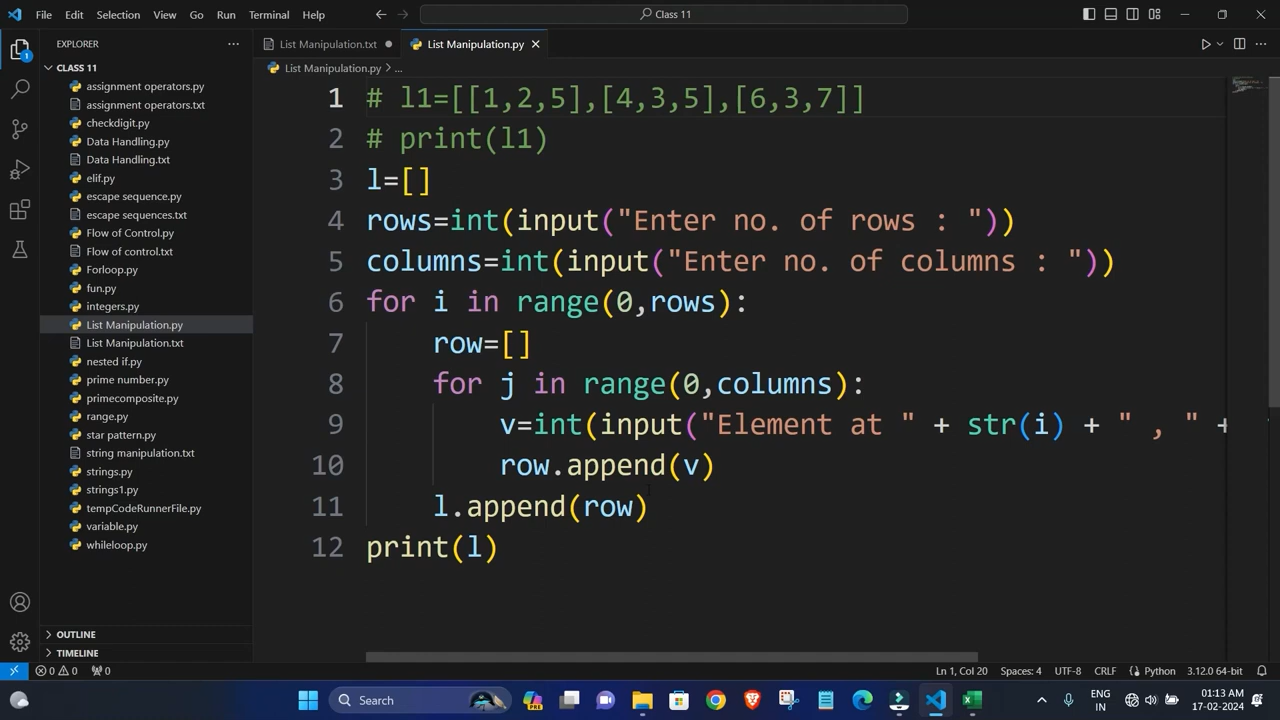 File Edit Selection View Go Run Terminal Help
Class 11
EXPLORER
List Manipulation.txt
List Manipulation.py
CLASS 11
List Manipulation.py > ...
assignment operators.py
assignment operators.txt
checkdigit.py
Data Handling.py
Data Handling.txt
elif.py
escape sequence.py
escape sequences.txt
Flow of Control.py
Flow of control.txt
Forloop.py
fun.py
integers.py
List Manipulation.py
List Manipulation.txt
nested if.py
prime number.py
primecomposite.py
range.py
star pattern.py
string manipulation.txt
strings.py
strings1.py
tempCodeRunnerFile.py
variable.py
whileloop.py
OUTLINE
TIMELINE
1 # l1=[[1,2,5],[4,3,5],[6,3,7]]
2 # print(l1)
3 l=[]
4 rows=int(input("Enter no. of rows : "))
5 columns=int(input("Enter no. of columns : "))
6 for i in range(0,rows):
7 row=[]
8 for j in range(0,columns):
9 v=int(input("Element at " + str(i) + " , " +
10 row.append(v)
11 l.append(row)
12 print(l)
0 0 0
Ln 1, Col 20 Spaces: 4 UTF-8 CRLF Python 3.12.0 64-bit
1
Search
PRE
ENG
IN
01:13 AM
17-02-2024